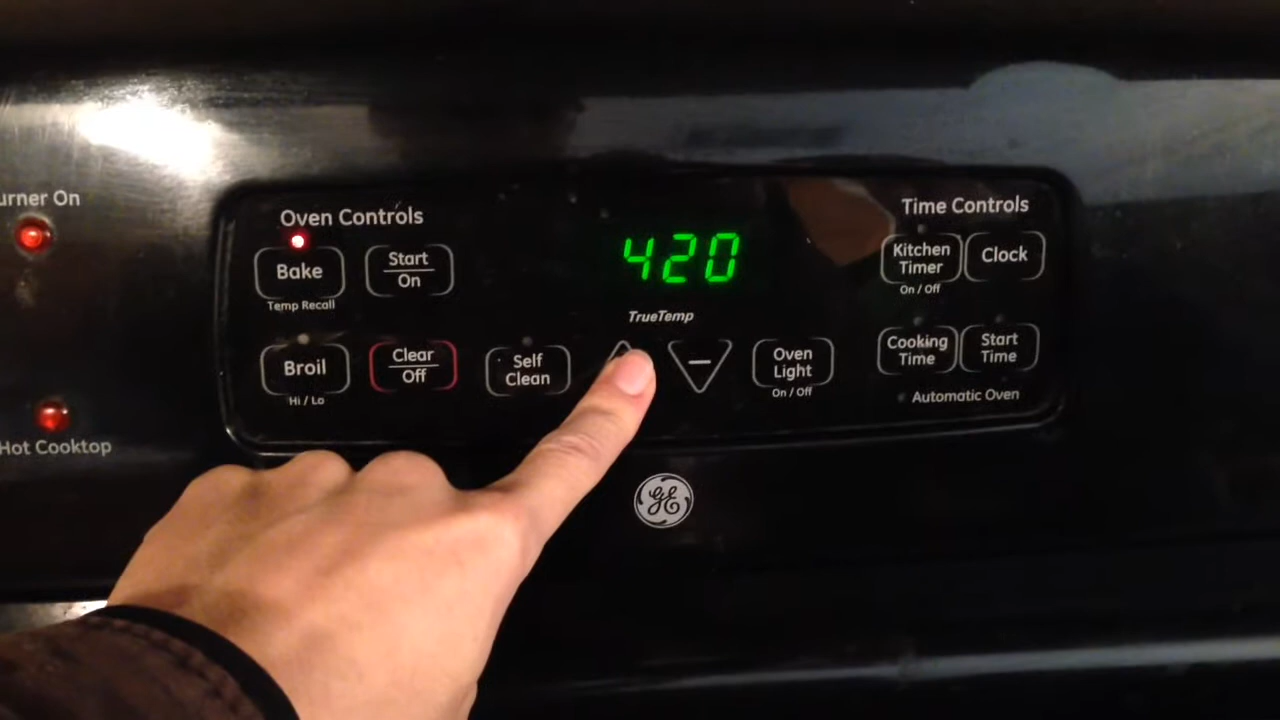 urner On
Hot Cooktop
Oven Controls
Bake
Temp Recall
Start
On
Broil
Hi / Lo
Clear
Off
Self
Clean
420
TrueTemp
−
Oven
Light
On / Off
Time Controls
Kitchen
Timer
On / Off
Clock
Cooking
Time
Start
Time
Automatic Oven
GE